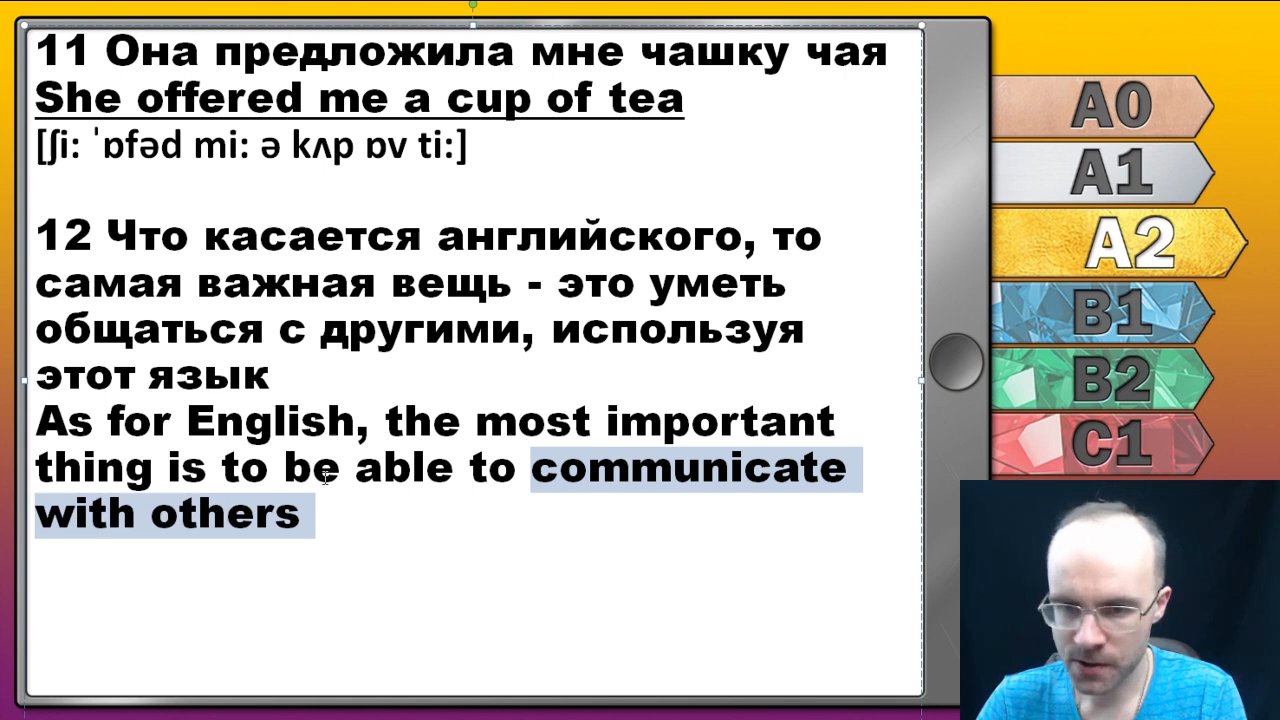 11 Она предложила мне чашку чая
She offered me a cup of tea
[ʃi: ˈɒfəd mi: ə kʌp ɒv ti:]
12 Что касается английского, то
самая важная вещь - это уметь
общаться с другими, используя
этот язык
As for English, the most important
thing is to be able to communicate
with others
A0
A1
A2
B1
B2
C1